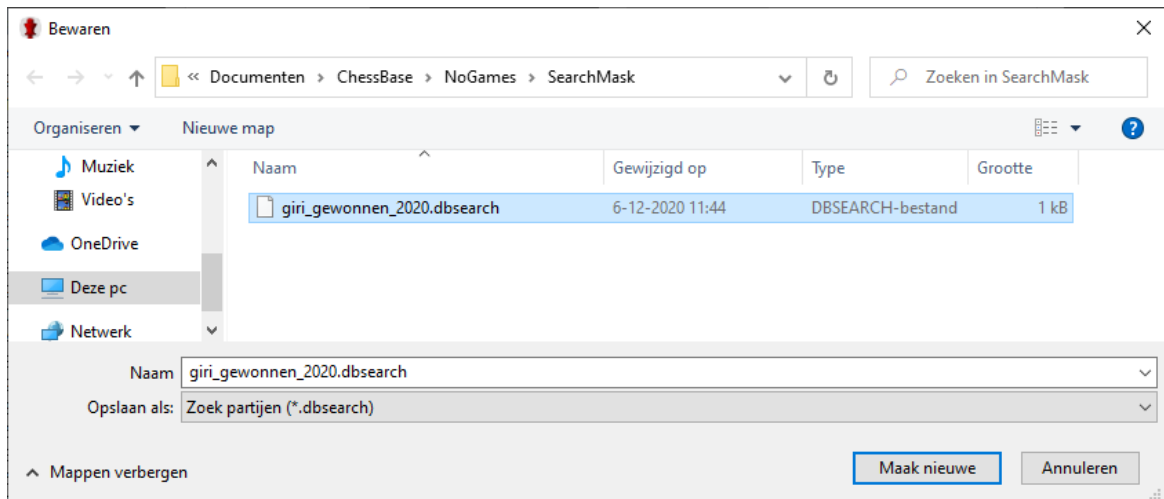 Bewaren
« Documenten > ChessBase > NoGames > SearchMask
Zoeken in SearchMask
Organiseren
Nieuwe map
Naam Gewijzigd op Type Grootte
giri_gewonnen_2020.dbsearch 6-12-2020 11:44 DBSEARCH-bestand 1 kB
Muziek
Video's
OneDrive
Deze pc
Netwerk
Naam giri_gewonnen_2020.dbsearch
Opslaan als: Zoek partijen (*.dbsearch)
Mappen verbergen
Maak nieuwe
Annuleren